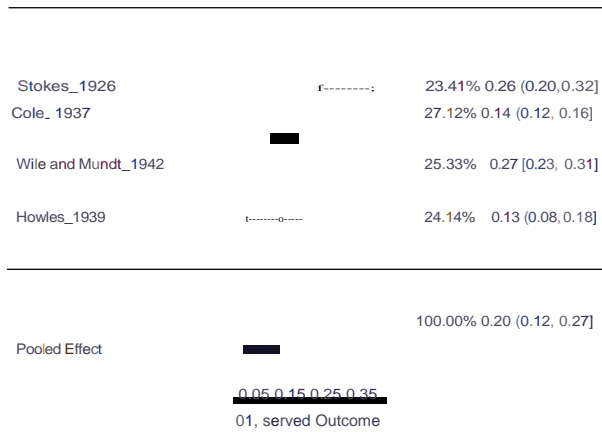 Stokes_1926 f--------; 23.41% 0.26 (0.20,0.32]
Cole_ 1937 27.12% 0.14 (0.12, 0.16]
Wile and Mundt_1942 25.33% 0.27 [0.23, 0.31]
Howles_1939 t--------o----- 24.14% 0.13 (0.08,0.18]
100.00% 0.20 (0.12, 0.27]
Pooled Effect
0.05 0.15 0.25 0.35
01, served Outcome